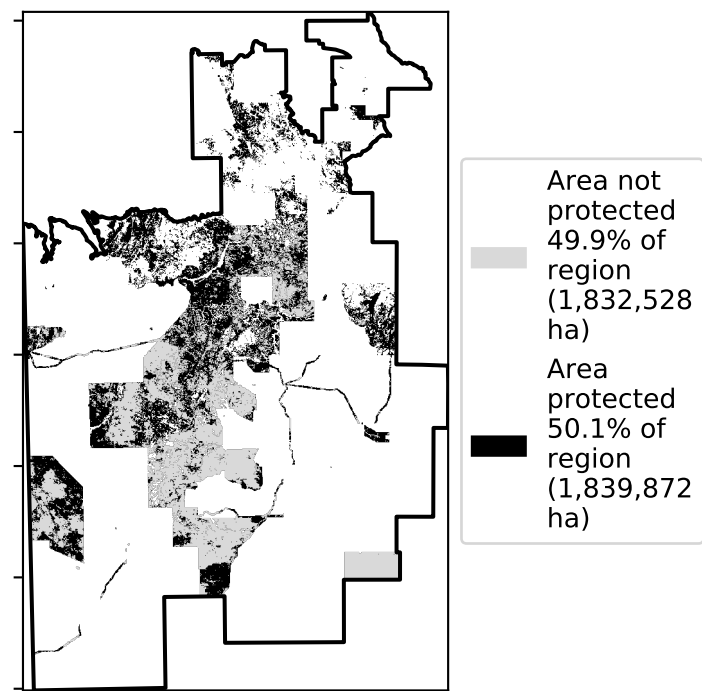 Area not
protected
49.9% of
region
(1,832,528
ha)
Area
protected
50.1% of
region
(1,839,872
ha)